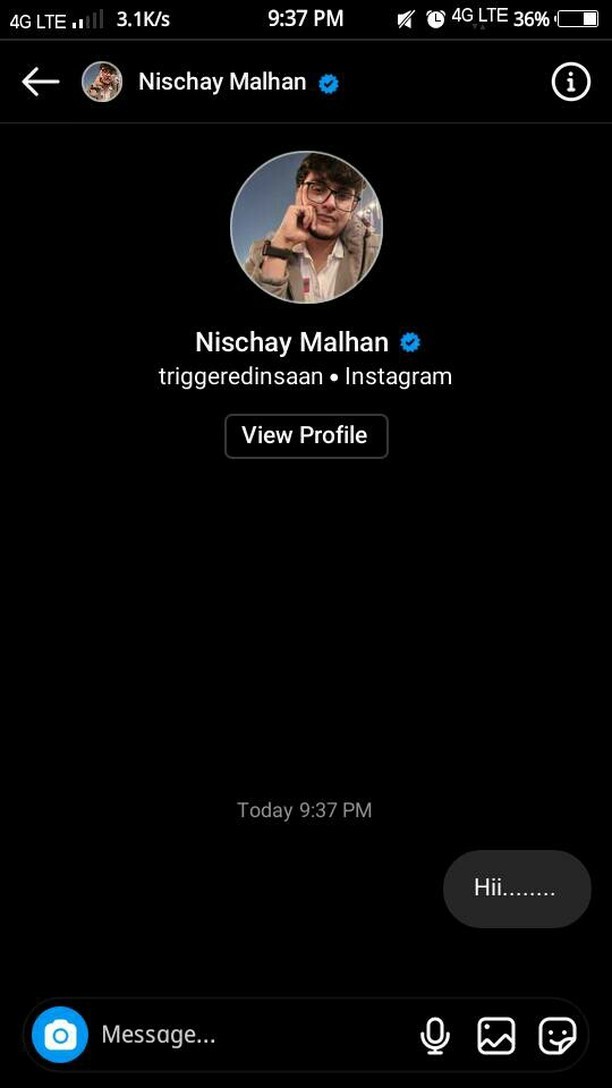 4G LTE 3.1K/s 9:37 PM 4G LTE 36%
Nischay Malhan
Nischay Malhan
triggeredinsaan • Instagram
View Profile
Today 9:37 PM
Hii........
Message...